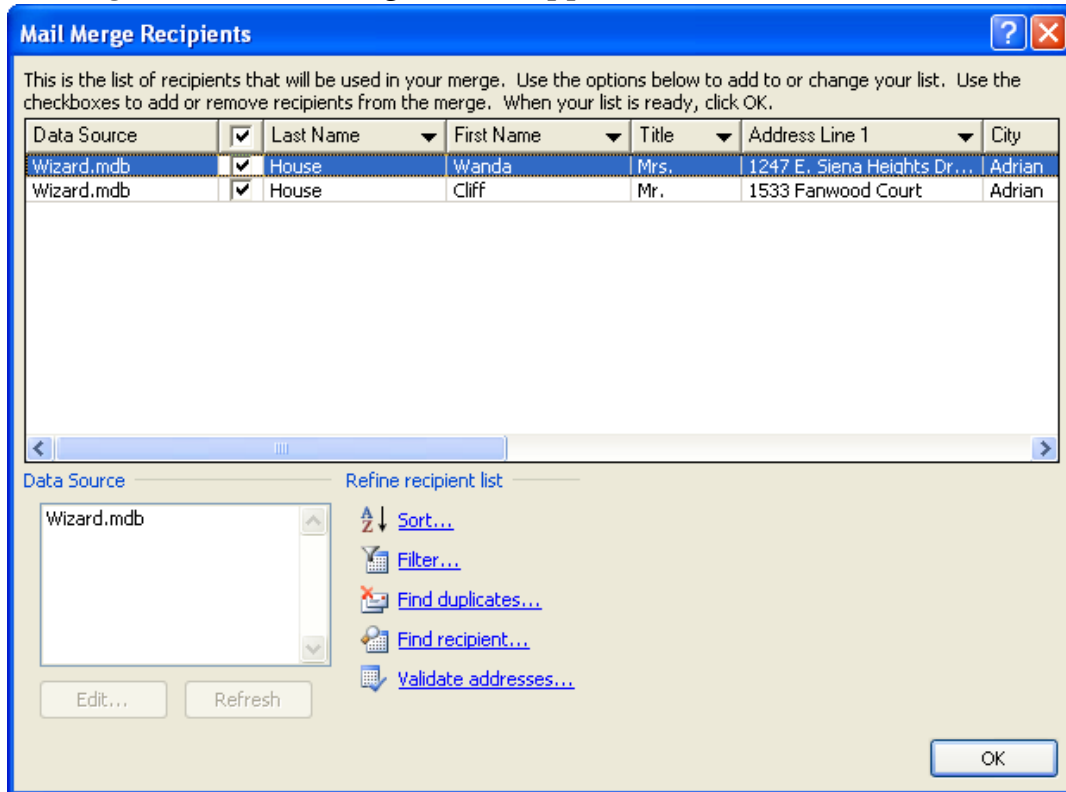 Mail Merge Recipients
This is the list of recipients that will be used in your merge. Use the options below to add to or change your list. Use the
checkboxes to add or remove recipients from the merge. When your list is ready, click OK.
Data Source Last Name First Name Title Address Line 1 City
Wizard.mdb House Wanda Mrs. 1247 E. Siena Heights Dr... Adrian
Wizard.mdb House Cliff Mr. 1533 Fanwood Court Adrian
Data Source Refine recipient list
Wizard.mdb
Sort...
Filter...
Find duplicates...
Find recipient...
Validate addresses...
Edit... Refresh
OK